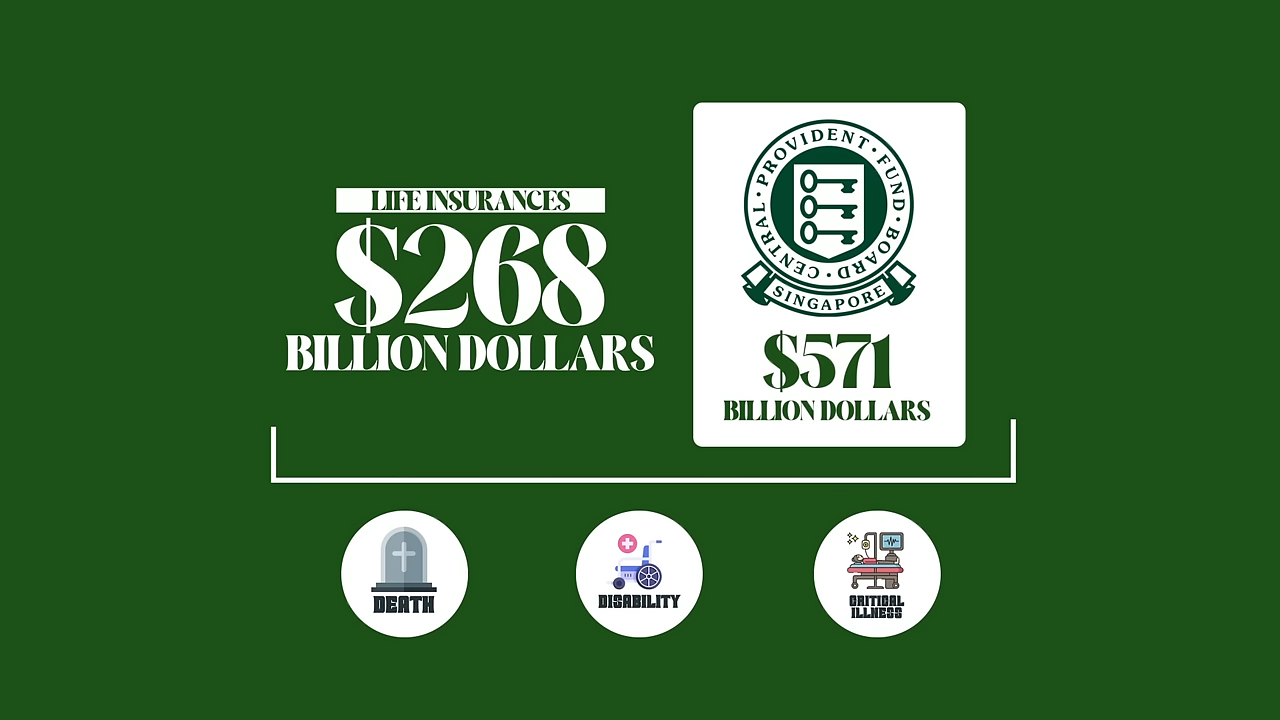 LIFE INSURANCES
$268
BILLION DOLLARS
CENTRAL · PROVIDENT · FUND · BOARD ·
SINGAPORE
$571
BILLION DOLLARS
DEATH
DISABILITY
CRITICAL
ILLNESS